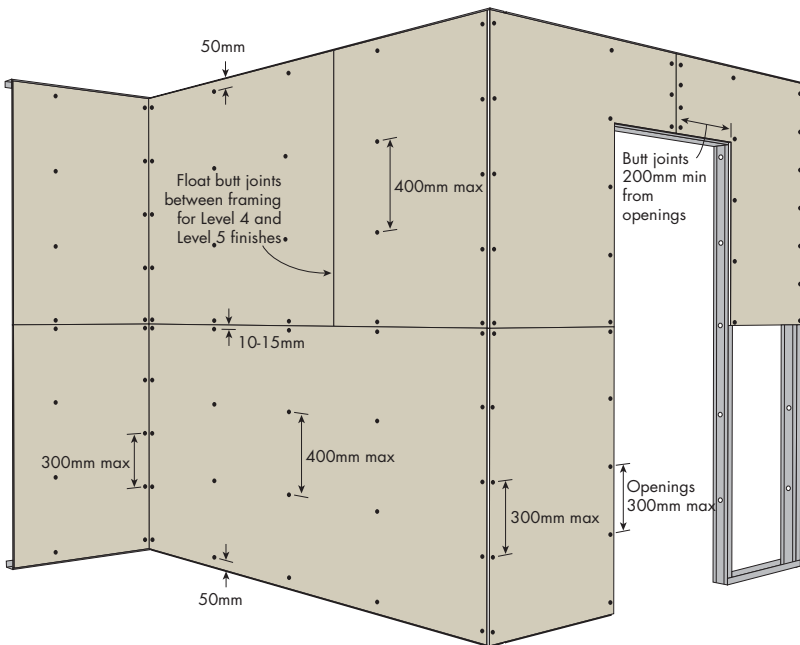 50mm
Float butt joints
between framing
for Level 4 and
Level 5 finishes
400mm max
Butt joints
200mm min
from
openings
10-15mm
300mm max
400mm max
300mm max
Openings
300mm max
50mm